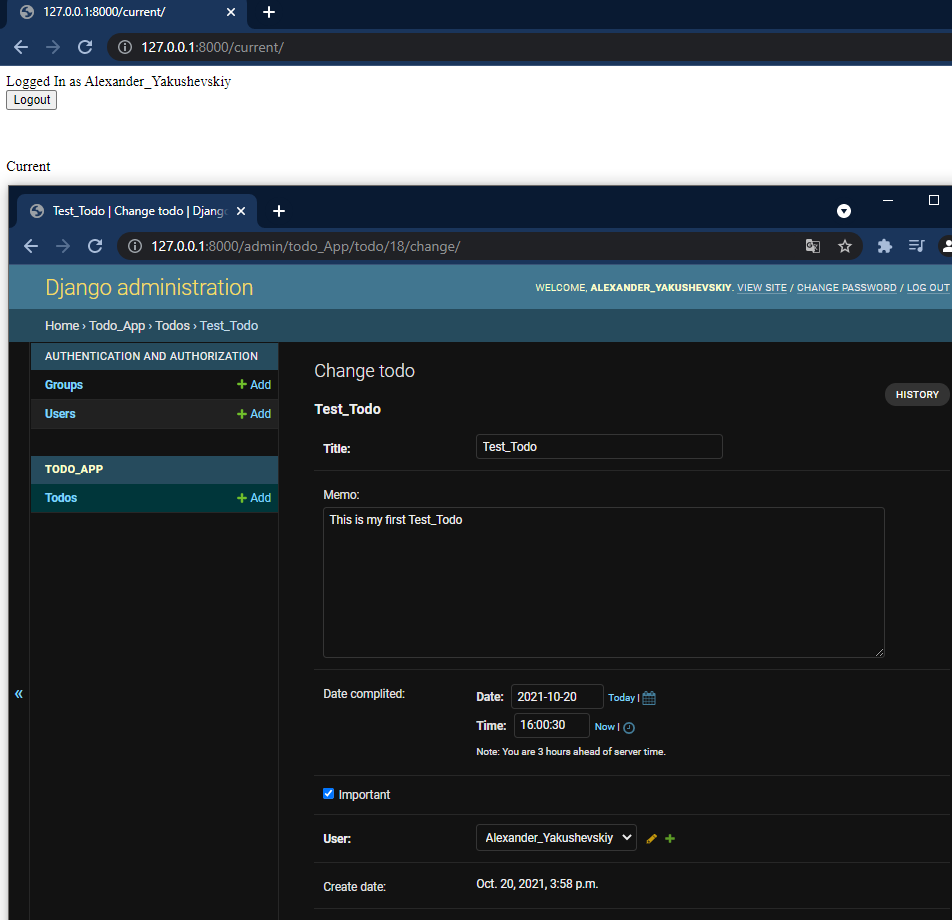 127.0.0.1:8000/current/
127.0.0.1:8000/current/
Logged In as Alexander_Yakushevskiy
Logout
Current
Test_Todo | Change todo | Djang
127.0.0.1:8000/admin/todo_App/todo/18/change/
Django administration
WELCOME, ALEXANDER_YAKUSHEVSKIY. VIEW SITE / CHANGE PASSWORD / LOG OUT
Home › Todo_App › Todos › Test_Todo
AUTHENTICATION AND AUTHORIZATION
Groups + Add
Users + Add
TODO_APP
Todos + Add
«
Change todo
HISTORY
Test_Todo
Title: Test_Todo
Memo:
This is my first Test_Todo
Date complited: Date: 2021-10-20 Today |
Time: 16:00:30 Now |
Note: You are 3 hours ahead of server time.
Important
User: Alexander_Yakushevskiy
Create date: Oct. 20, 2021, 3:58 p.m.